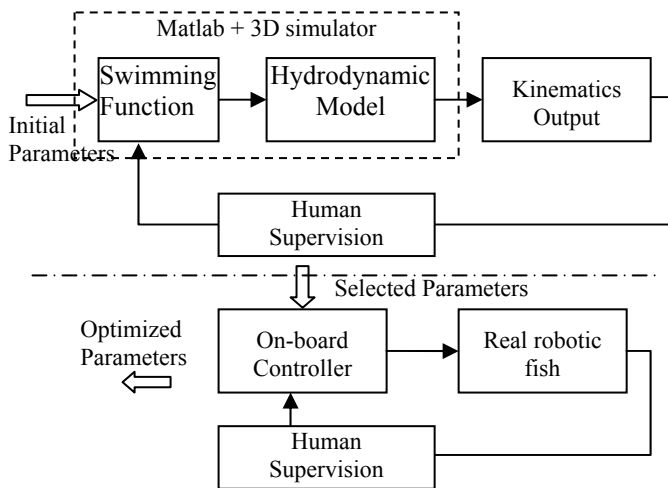 Matlab + 3D simulator
Swimming
Function
Hydrodynamic
Model
Kinematics
Output
Initial
Parameters
Human
Supervision
Selected Parameters
Optimized
Parameters
On-board
Controller
Real robotic
fish
Human
Supervision